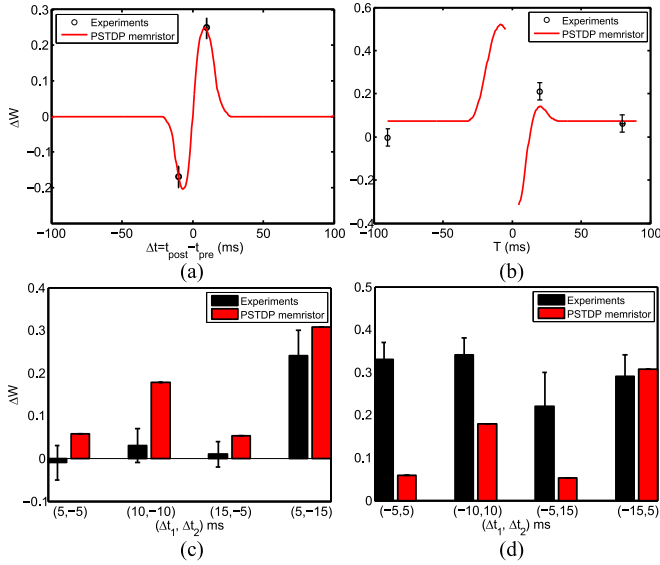 Experiments
PSTDP memristor
0.3
0.2
0.1
0
−0.1
−0.2
ΔW
−100
−50
0
50
100
Δt=t_post−t_pre (ms)
(a)
Experiments
PSTDP memristor
0.6
0.4
0.2
0
−0.2
−0.4
−100
−50
0
50
100
T (ms)
(b)
Experiments
PSTDP memristor
0.4
0.3
0.2
0.1
0
−0.1
ΔW
(5,−5)
(10,−10)
(15,−5)
(5,−15)
(Δt₁, Δt₂) ms
(c)
Experiments
PSTDP memristor
0.5
0.4
0.3
0.2
0.1
0
(−5,5)
(−10,10)
(−5,15)
(−15,5)
(Δt₁, Δt₂) ms
(d)